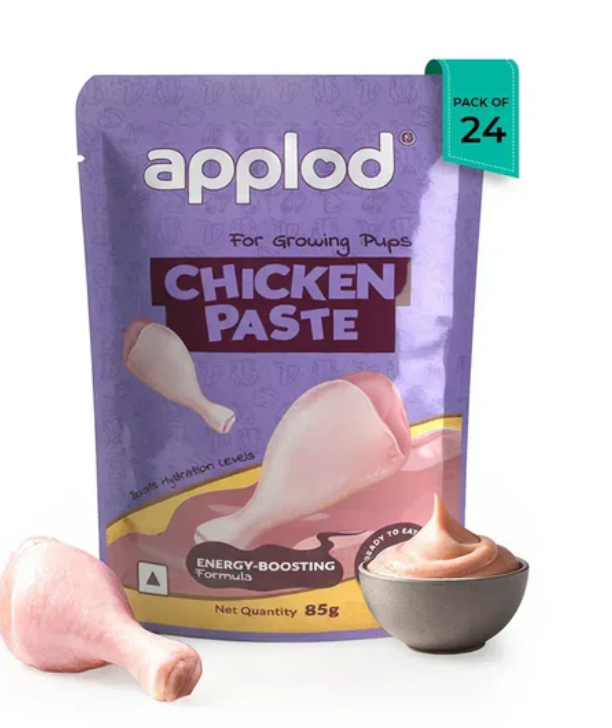 PACK OF
24
applod®
For Growing Pups
CHICKEN
PASTE
Boosts Hydration Levels
READY TO EAT
ENERGY-BOOSTING
Formula
Net Quantity 85g